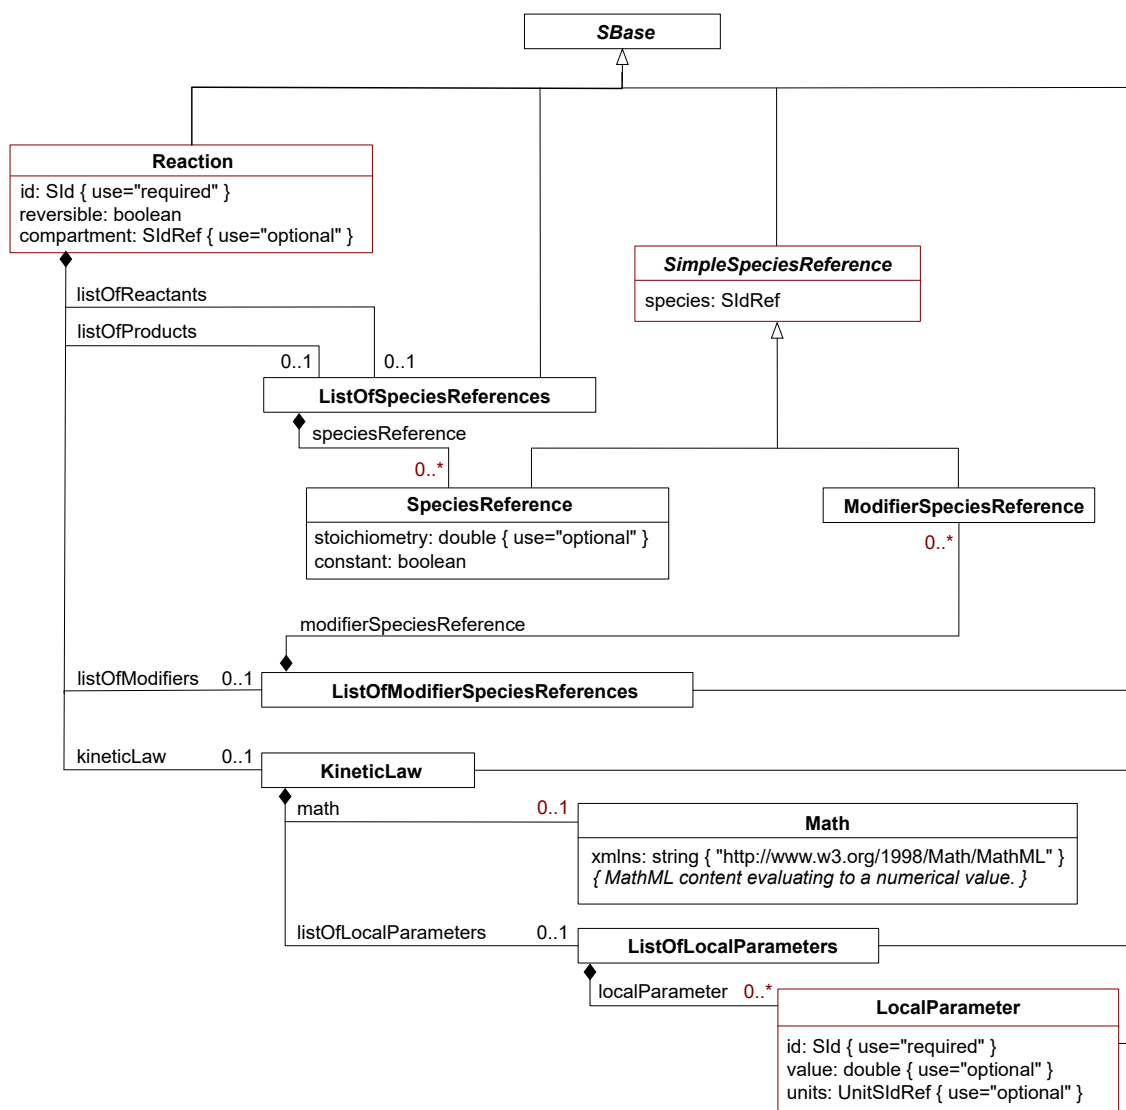 SBase
Reaction
id: SId { use="required" }
reversible: boolean
compartment: SIdRef { use="optional" }
SimpleSpeciesReference
species: SIdRef
listOfReactants
listOfProducts
0..1
0..1
ListOfSpeciesReferences
speciesReference
0..*
SpeciesReference
stoichiometry: double { use="optional" }
constant: boolean
ModifierSpeciesReference
0..*
modifierSpeciesReference
listOfModifiers
0..1
ListOfModifierSpeciesReferences
kineticLaw
0..1
KineticLaw
math
0..1
Math
xmlns: string { "http://www.w3.org/1998/Math/MathML" }
{ MathML content evaluating to a numerical value. }
listOfLocalParameters
0..1
ListOfLocalParameters
localParameter
0..*
LocalParameter
id: SId { use="required" }
value: double { use="optional" }
units: UnitSIdRef { use="optional" }